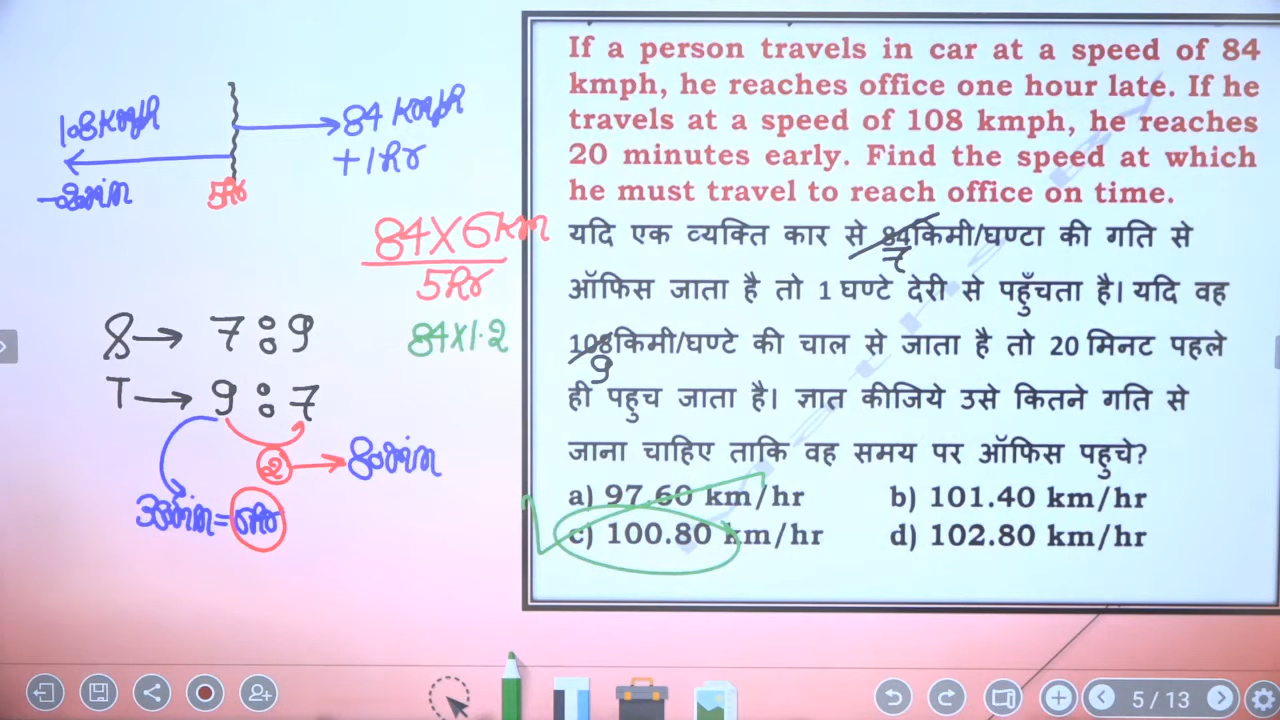 If a person travels in car at a speed of 84
kmph, he reaches office one hour late. If he
travels at a speed of 108 kmph, he reaches
20 minutes early. Find the speed at which
he must travel to reach office on time.
यदि एक व्यक्ति कार से 84किमी/घण्टा की गति से
7
ऑफिस जाता है तो 1 घण्टे देरी से पहुँचता है। यदि वह
108किमी/घण्टे की चाल से जाता है तो 20 मिनट पहले
9
ही पहुच जाता है। ज्ञात कीजिये उसे कितने गति से
जाना चाहिए ताकि वह समय पर ऑफिस पहुचे?
a) 97.60 km/hr b) 101.40 km/hr
c) 100.80 km/hr d) 102.80 km/hr
108 kmph
84 kmph
+1hr
5hr
84×6km
5hr
84×1.2
S→ 7:9
T→ 9:7
2 → 80min
5 / 13